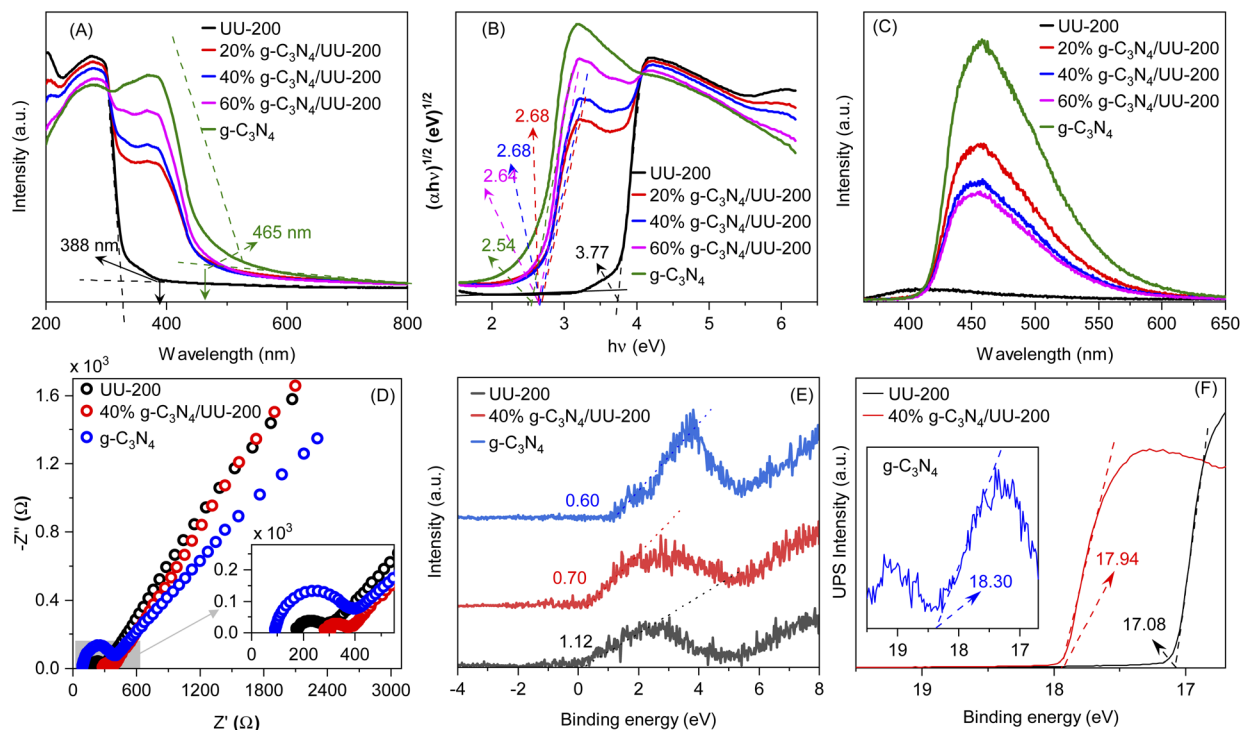 (A)
UU-200
20% g-C₃N₄/UU-200
40% g-C₃N₄/UU-200
60% g-C₃N₄/UU-200
g-C₃N₄
388 nm
465 nm
Intensity (a.u.)
200 400 600 800
Wavelength (nm)
(B)
2.68
2.68
2.64
2.54
3.77
UU-200
20% g-C₃N₄/UU-200
40% g-C₃N₄/UU-200
60% g-C₃N₄/UU-200
g-C₃N₄
(αhν)¹/² (eV)¹/²
2 3 4 5 6
hν (eV)
(C)
UU-200
20% g-C₃N₄/UU-200
40% g-C₃N₄/UU-200
60% g-C₃N₄/UU-200
g-C₃N₄
Intensity (a.u.)
400 450 500 550 600 650
Wavelength (nm)
x 10³
1.6
1.2
0.8
0.4
0.0
UU-200
40% g-C₃N₄/UU-200
g-C₃N₄
(D)
-Z'' (Ω)
x 10³
0.2
0.1
0.0
200 400
0 600 1200 1800 2400 3000
Z' (Ω)
UU-200
40% g-C₃N₄/UU-200
g-C₃N₄
(E)
0.60
0.70
1.12
Intensity (a.u.)
-4 -2 0 2 4 6 8
Binding energy (eV)
UU-200
40% g-C₃N₄/UU-200
(F)
g-C₃N₄
18.30
19 18 17
17.94
17.08
UPS Intensity (a.u.)
19 18 17
Binding energy (eV)